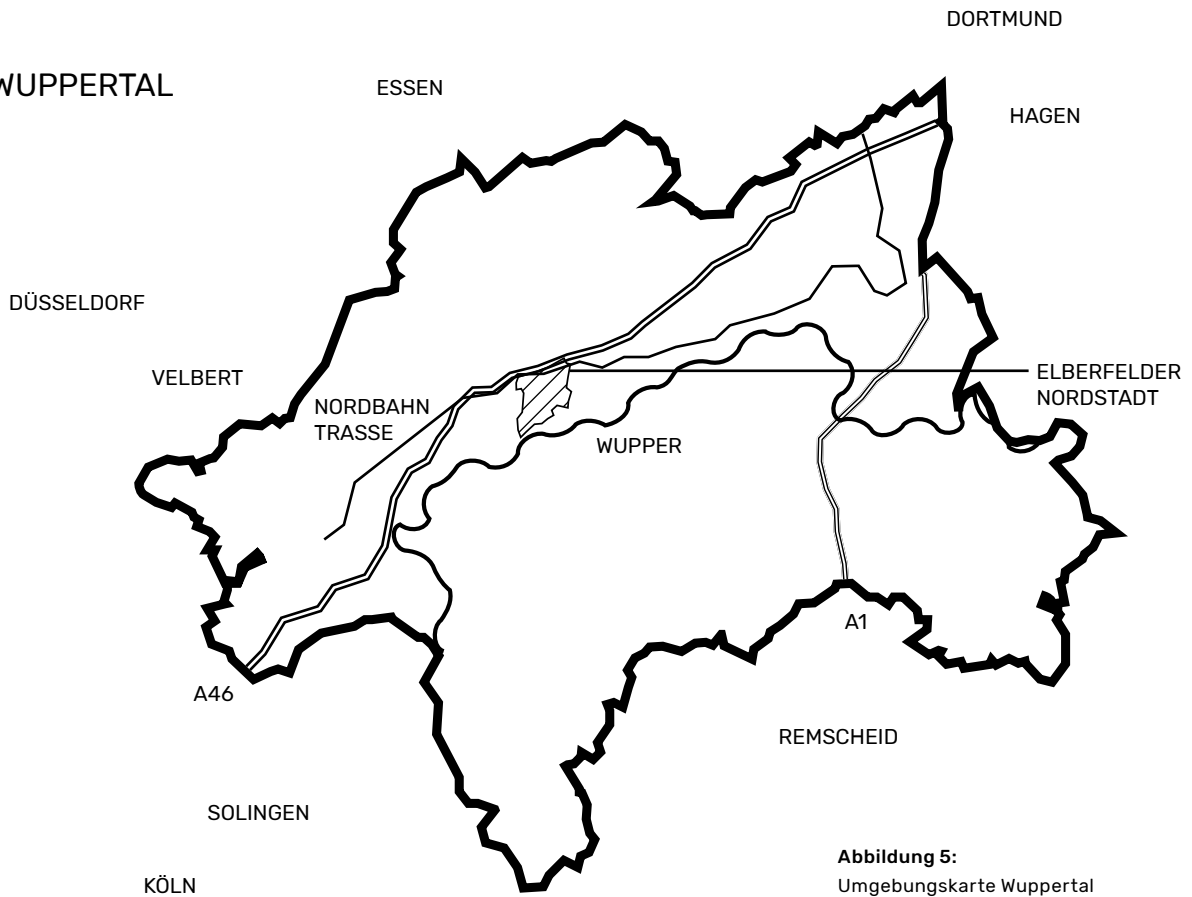 DORTMUND
WUPPERTAL
ESSEN
HAGEN
DÜSSELDORF
VELBERT
ELBERFELDER
NORDSTADT
NORDBAHN
TRASSE
WUPPER
A1
A46
REMSCHEID
SOLINGEN
KÖLN
Abbildung 5:
Umgebungskarte Wuppertal